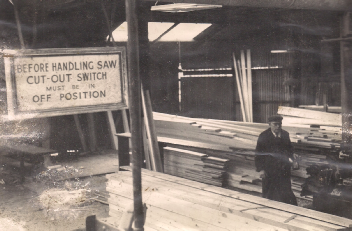 BEFORE HANDLING SAW
CUT-OUT SWITCH
MUST BE IN
OFF POSITION